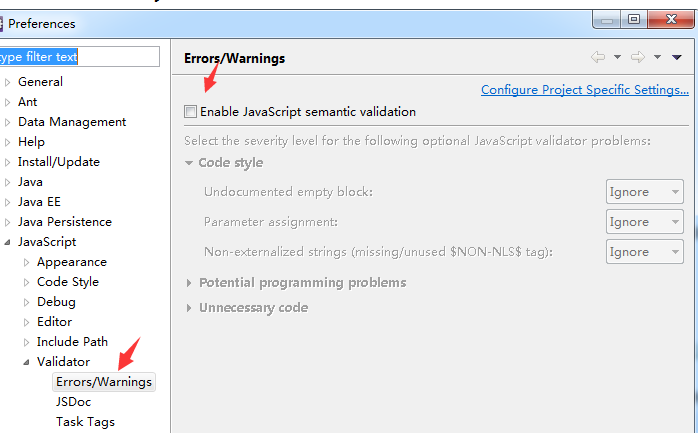 Preferences
type filter text
General
Ant
Data Management
Help
Install/Update
Java
Java EE
Java Persistence
JavaScript
Appearance
Code Style
Debug
Editor
Include Path
Validator
Errors/Warnings
JSDoc
Task Tags
Errors/Warnings
Configure Project Specific Settings...
Enable JavaScript semantic validation
Select the severity level for the following optional JavaScript validator problems:
Code style
Undocumented empty block: Ignore
Parameter assignment: Ignore
Non-externalized strings (missing/unused $NON-NLS$ tag): Ignore
Potential programming problems
Unnecessary code